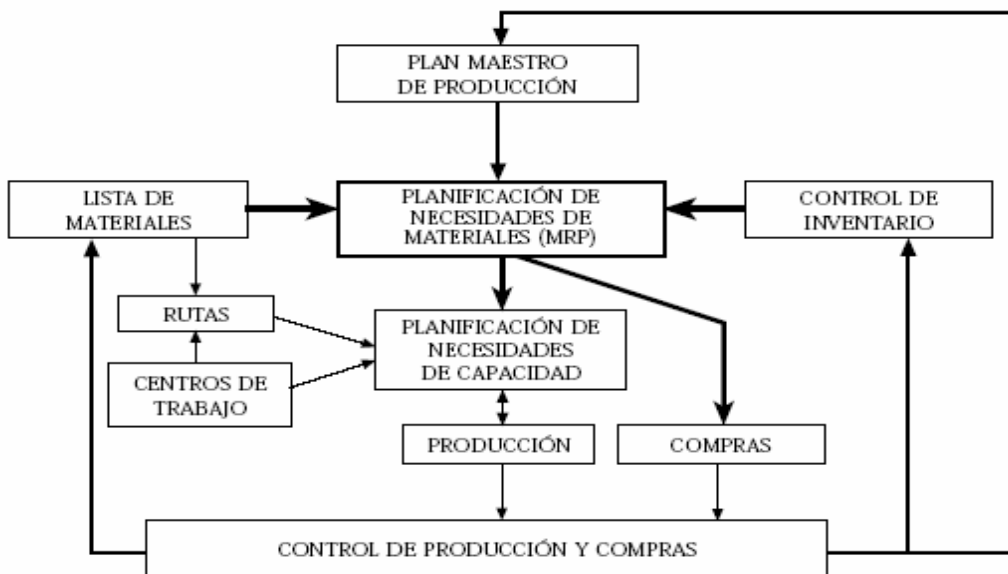 PLAN MAESTRO
DE PRODUCCIÓN
LISTA DE
MATERIALES
PLANIFICACIÓN DE
NECESIDADES DE
MATERIALES (MRP)
CONTROL DE
INVENTARIO
RUTAS
PLANIFICACIÓN DE
NECESIDADES
DE CAPACIDAD
CENTROS DE
TRABAJO
PRODUCCIÓN
COMPRAS
CONTROL DE PRODUCCIÓN Y COMPRAS